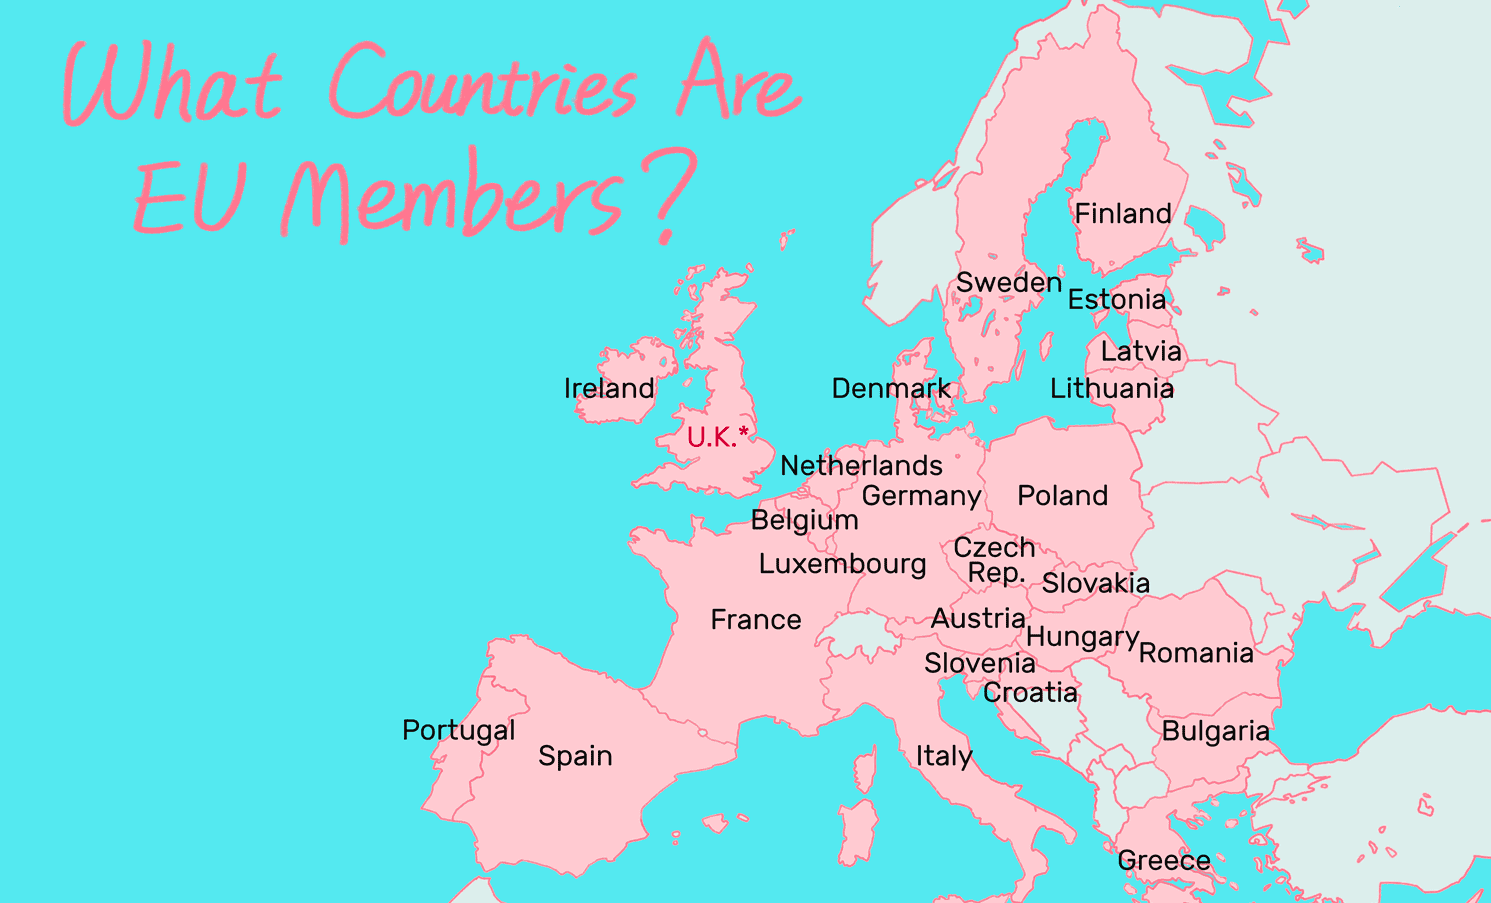 What Countries Are
EU Members?
Finland
Sweden
Estonia
Latvia
Ireland
Denmark
Lithuania
U.K.*
Netherlands
Germany
Poland
Belgium
Czech
Rep.
Luxembourg
Slovakia
France
Austria
Hungary
Romania
Slovenia
Croatia
Portugal
Spain
Italy
Bulgaria
Greece